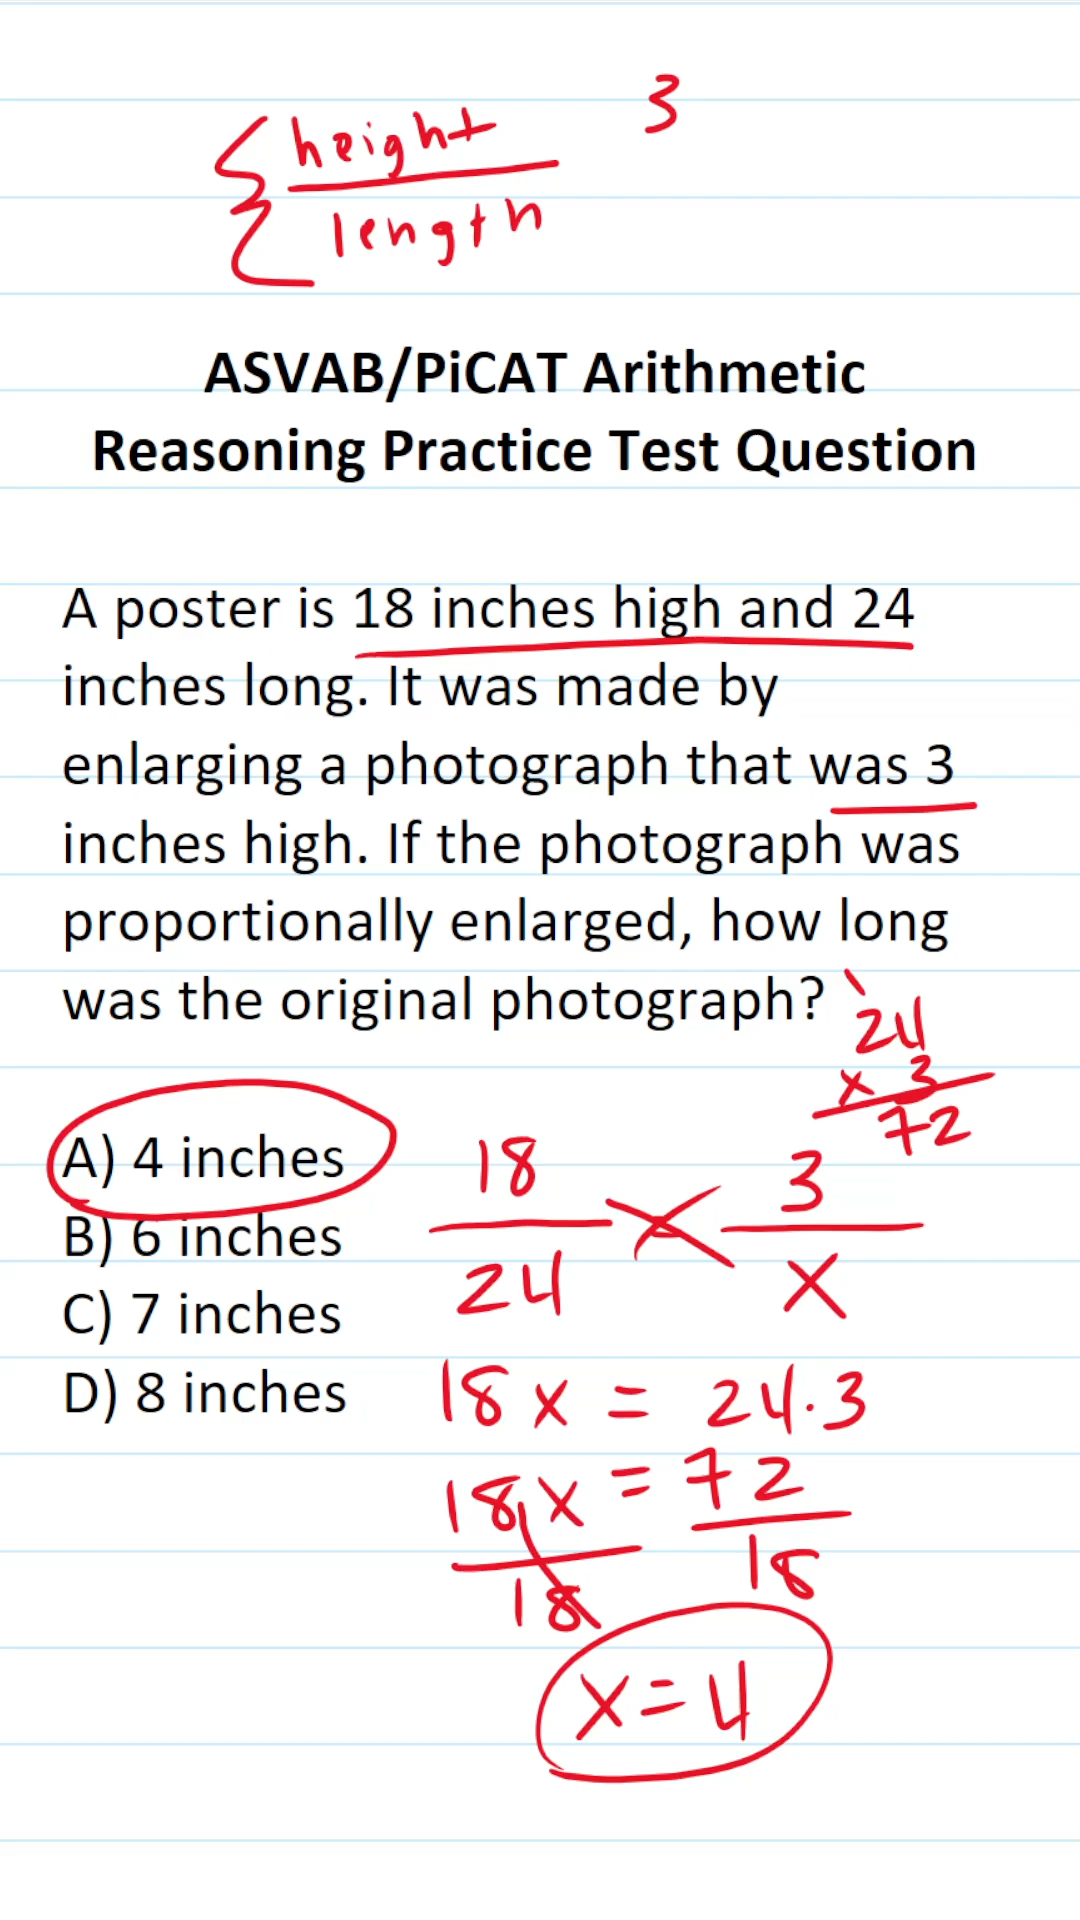 height 3
length
ASVAB/PiCAT Arithmetic
Reasoning Practice Test Question
A poster is 18 inches high and 24
inches long. It was made by
enlarging a photograph that was 3
inches high. If the photograph was
proportionally enlarged, how long
was the original photograph?
24
x 3
72
A) 4 inches
B) 6 inches
C) 7 inches
D) 8 inches
18 3
24 x
18x = 24.3
18x = 72
18 18
x = 4